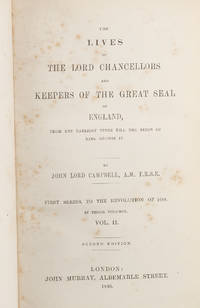 THE
LIVES
OF
THE LORD CHANCELLORS
AND
KEEPERS OF THE GREAT SEAL
OF
ENGLAND,
FROM THE EARLIEST TIMES TILL THE REIGN OF
KING GEORGE IV.
BY
JOHN LORD CAMPBELL, A.M. F.R.S.E.
FIRST SERIES, TO THE REVOLUTION OF 1688.
IN THREE VOLUMES.
VOL. II.
SECOND EDITION.
LONDON:
JOHN MURRAY, ALBEMARLE STREET.
1846.